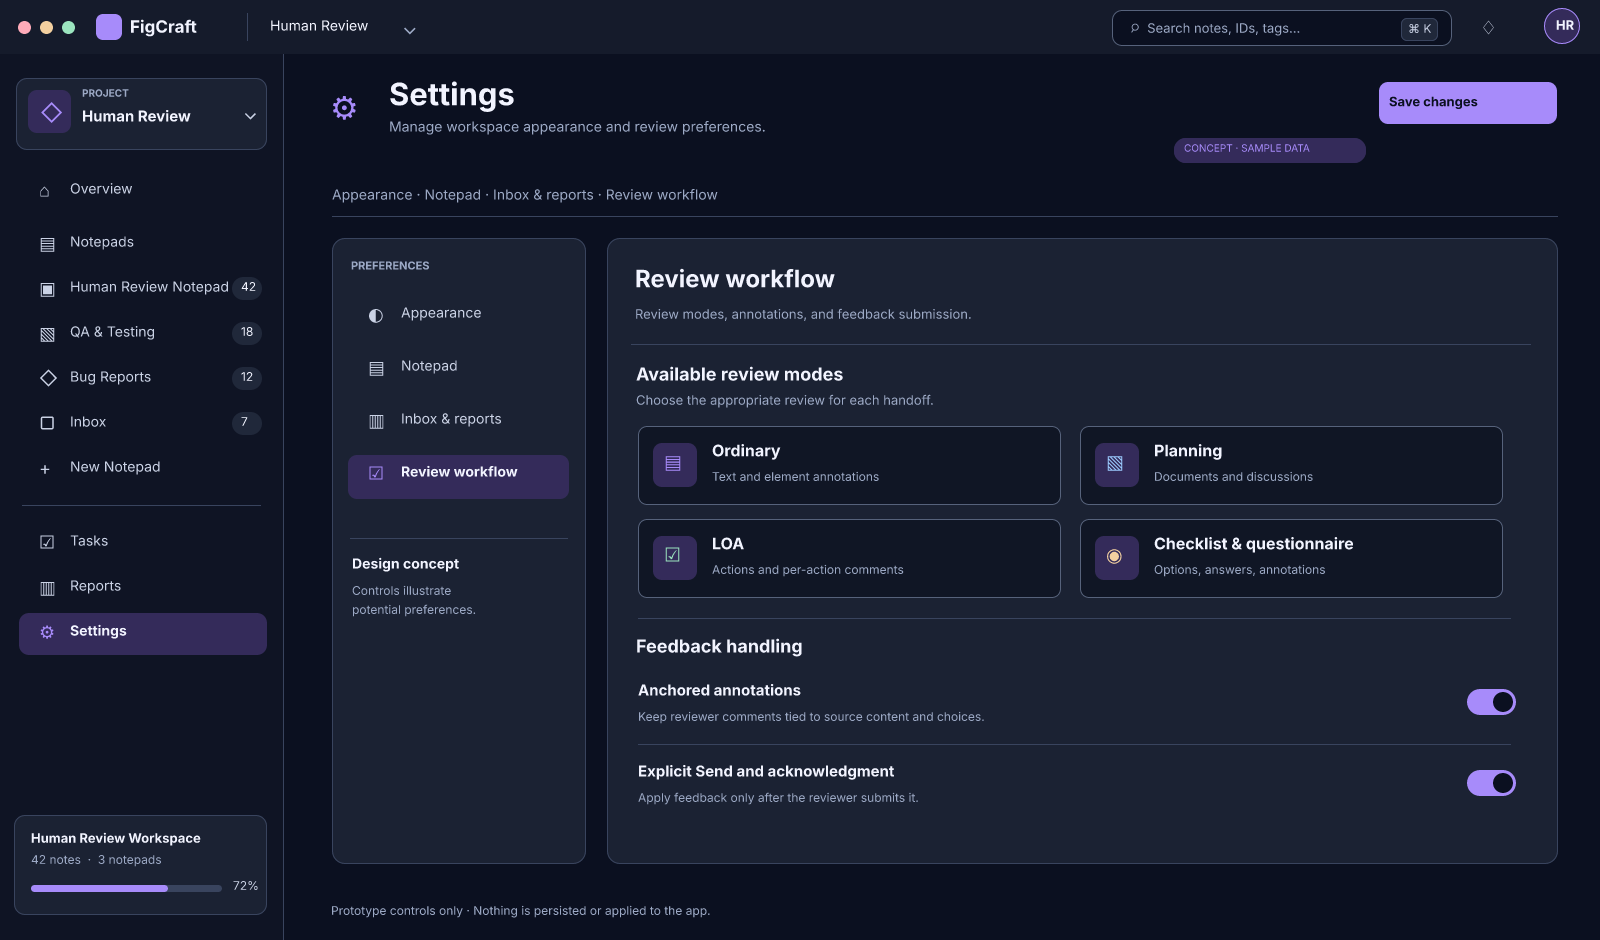 FigCraft
Human Review
Search notes, IDs, tags...
⌘ K
HR
PROJECT
Human Review
Overview
Notepads
Human Review Notepad 42
QA & Testing 18
Bug Reports 12
Inbox 7
+ New Notepad
Tasks
Reports
Settings
Human Review Workspace
42 notes · 3 notepads
72%
Settings
Manage workspace appearance and review preferences.
Save changes
CONCEPT · SAMPLE DATA
Appearance · Notepad · Inbox & reports · Review workflow
PREFERENCES
Appearance
Notepad
Inbox & reports
Review workflow
Design concept
Controls illustrate
potential preferences.
Review workflow
Review modes, annotations, and feedback submission.
Available review modes
Choose the appropriate review for each handoff.
Ordinary
Text and element annotations
Planning
Documents and discussions
LOA
Actions and per-action comments
Checklist & questionnaire
Options, answers, annotations
Feedback handling
Anchored annotations
Keep reviewer comments tied to source content and choices.
Explicit Send and acknowledgment
Apply feedback only after the reviewer submits it.
Prototype controls only · Nothing is persisted or applied to the app.